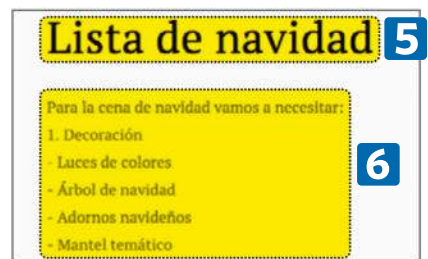 Lista de navidad 5
Para la cena de navidad vamos a necesitar:
1. Decoración
- Luces de colores
6
- Árbol de navidad
- Adornos navideños
- Mantel temático